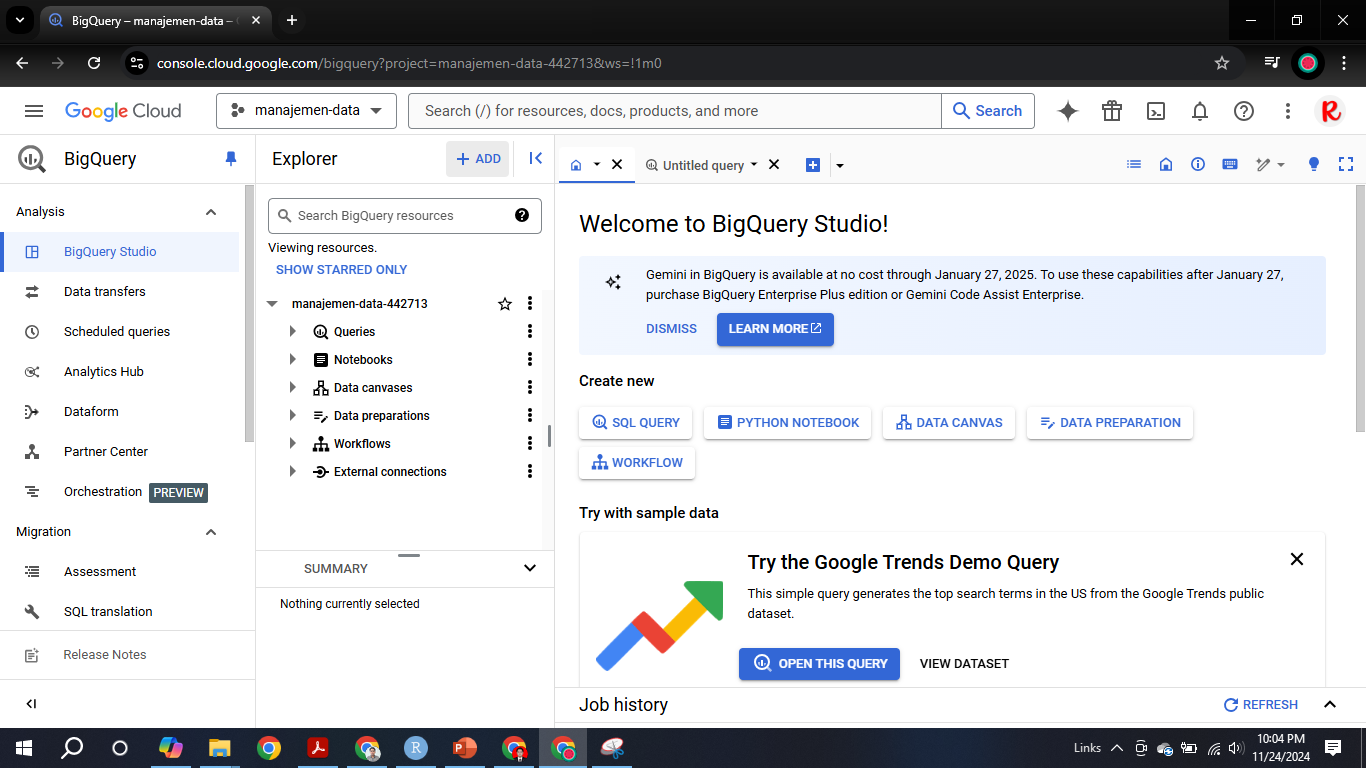 BigQuery – manajemen-data –
console.cloud.google.com/bigquery?project=manajemen-data-442713&ws=!1m0
Google Cloud
manajemen-data
Search (/) for resources, docs, products, and more
Search
BigQuery
Analysis
BigQuery Studio
Data transfers
Scheduled queries
Analytics Hub
Dataform
Partner Center
Orchestration PREVIEW
Migration
Assessment
SQL translation
Release Notes
Explorer
+ ADD
Search BigQuery resources
Viewing resources.
SHOW STARRED ONLY
manajemen-data-442713
Queries
Notebooks
Data canvases
Data preparations
Workflows
External connections
SUMMARY
Nothing currently selected
Untitled query
Welcome to BigQuery Studio!
Gemini in BigQuery is available at no cost through January 27, 2025. To use these capabilities after January 27,
purchase BigQuery Enterprise Plus edition or Gemini Code Assist Enterprise.
DISMISS
LEARN MORE
Create new
SQL QUERY
PYTHON NOTEBOOK
DATA CANVAS
DATA PREPARATION
WORKFLOW
Try with sample data
Try the Google Trends Demo Query
This simple query generates the top search terms in the US from the Google Trends public
dataset.
OPEN THIS QUERY
VIEW DATASET
Job history
REFRESH
Links
10:04 PM
11/24/2024